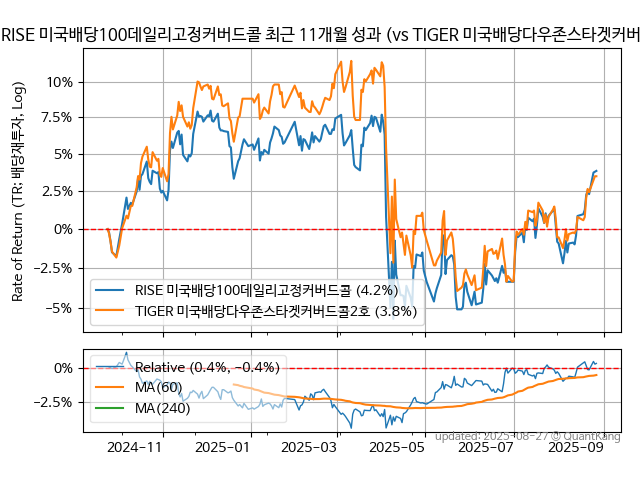 RISE 미국배당100데일리고정커버드콜 최근 11개월 성과 (vs TIGER 미국배당다우존스타겟커버
Rate of Return (TR: 배당재투자, Log)
10%
7.5%
5%
2.5%
0%
−2.5%
−5%
RISE 미국배당100데일리고정커버드콜 (4.2%)
TIGER 미국배당다우존스타겟커버드콜2호 (3.8%)
0%
−2.5%
Relative (0.4%, −0.4%)
MA(60)
MA(240)
updated: 2025-08-27 © QuantKang
2024−11
2025−01
2025−03
2025−05
2025−07
2025−09